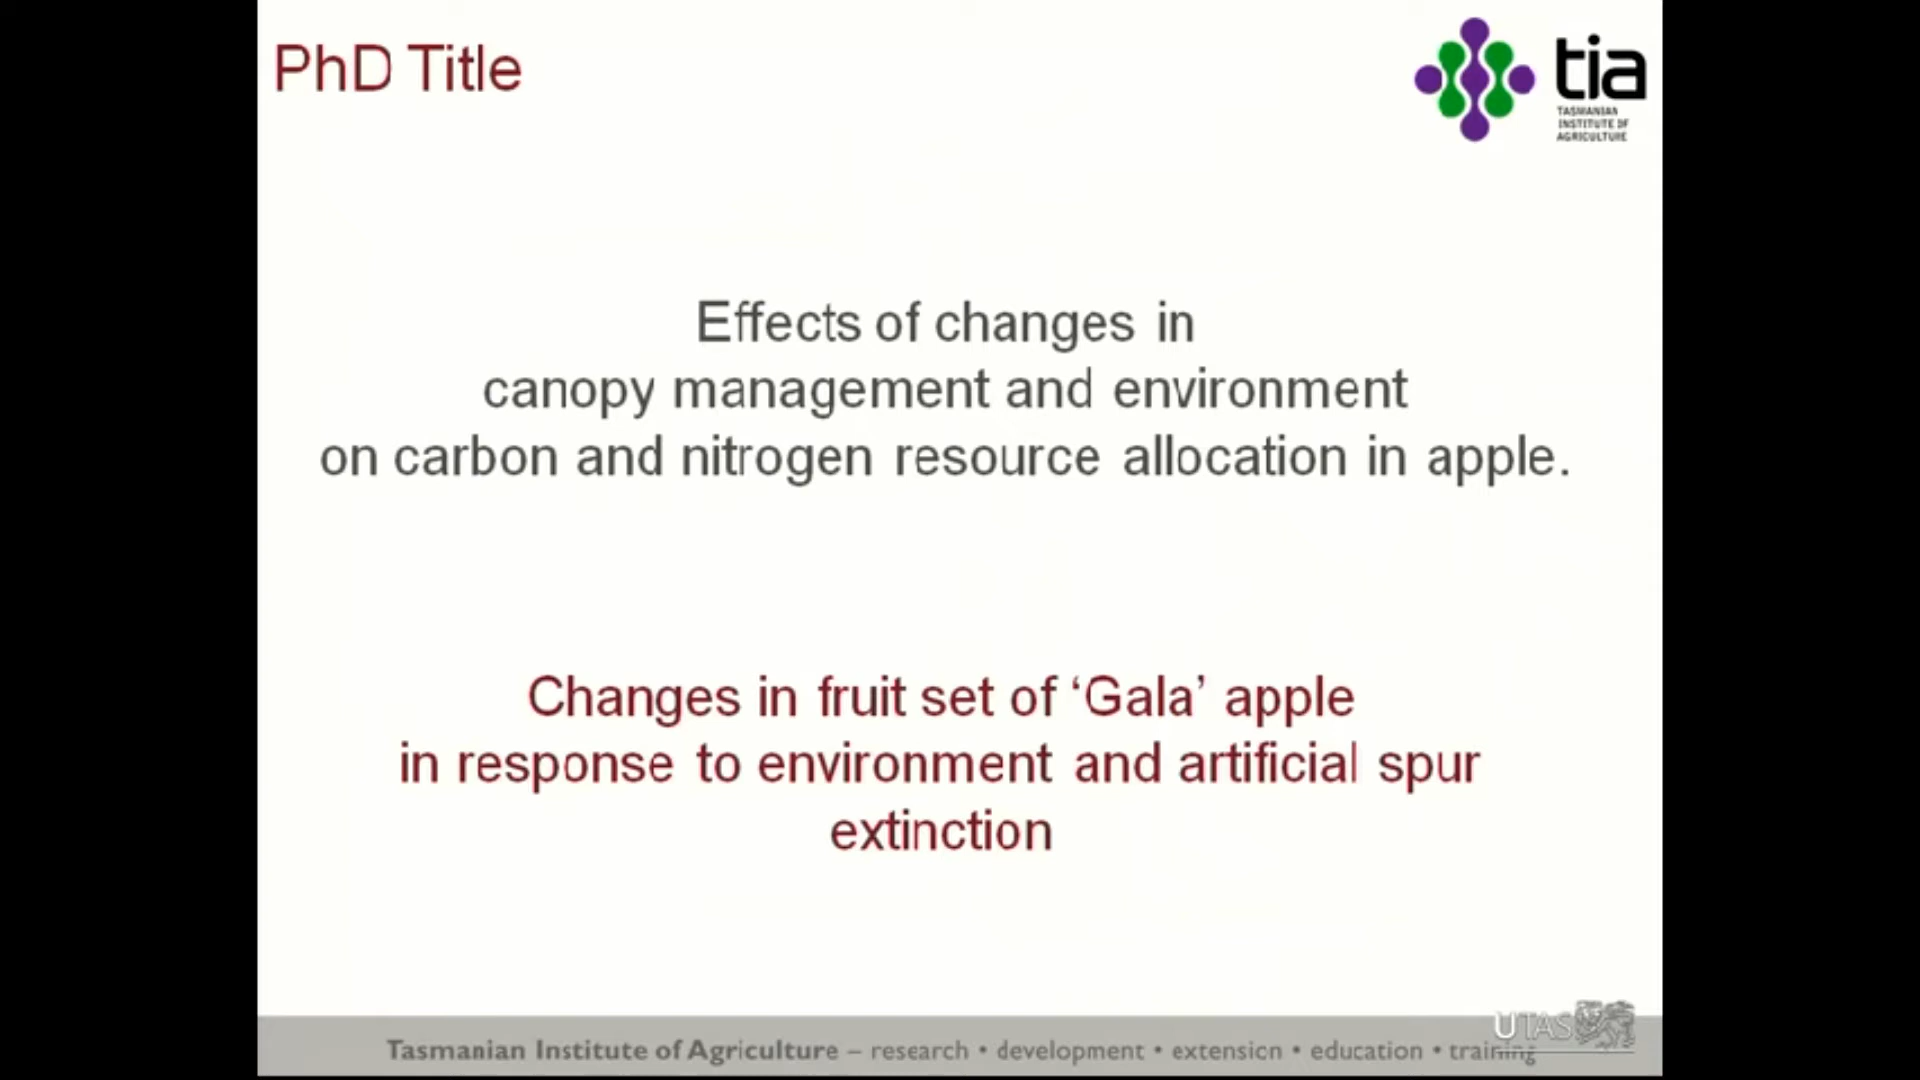 PhD Title
tia
TASMANIAN
INSTITUTE OF
AGRICULTURE
Effects of changes in
canopy management and environment
on carbon and nitrogen resource allocation in apple.
Changes in fruit set of ‘Gala’ apple
in response to environment and artificial spur
extinction
UTAS
Tasmanian Institute of Agriculture – research • development • extension • education • training